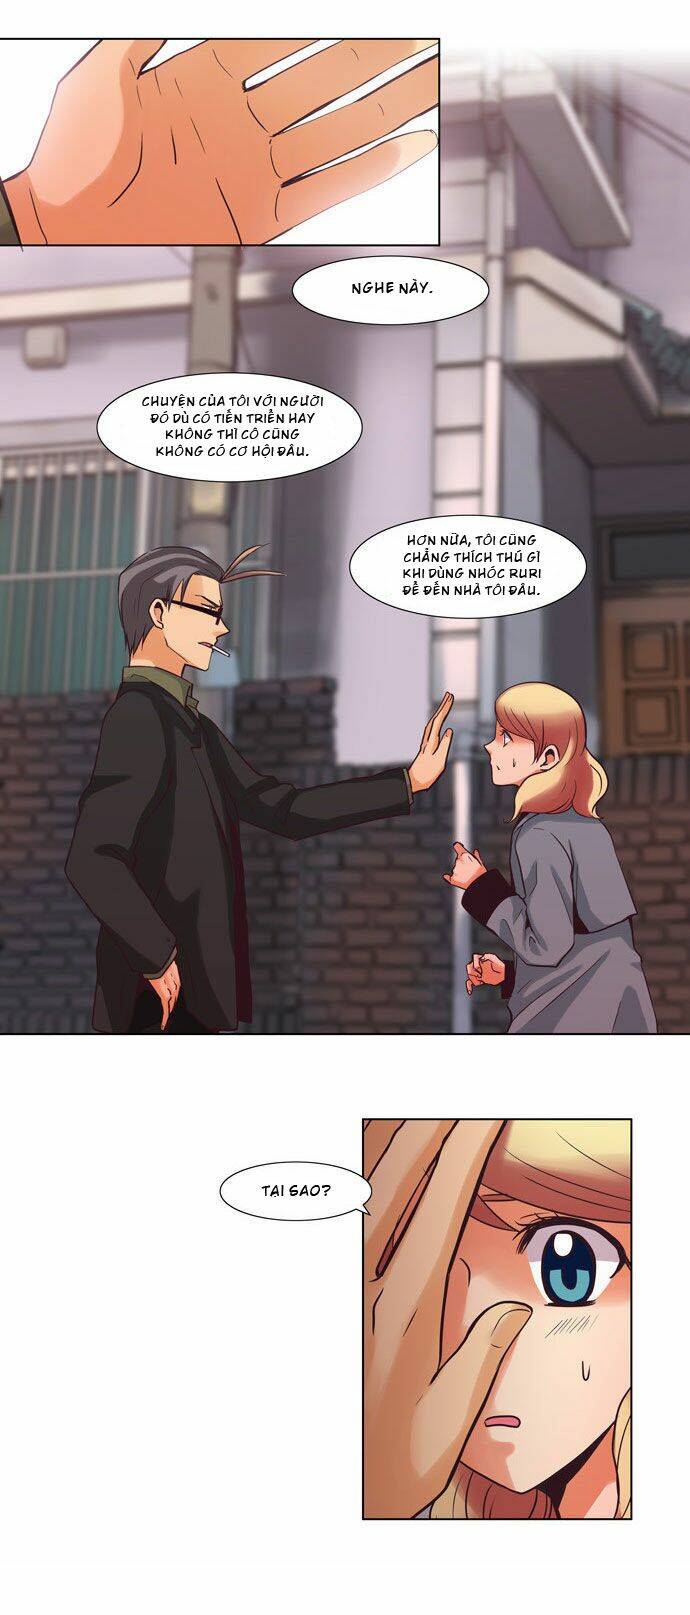 NGHE NÀY.
CHUYỆN CỦA TÔI VỚI NGƯỜI
ĐÓ DÙ CÓ TIẾN TRIỂN HAY
KHÔNG THÌ CÔ CŨNG
KHÔNG CÓ CƠ HỘI ĐÂU.
HƠN NỮA, TÔI CŨNG
CHẲNG THÍCH THÚ GÌ
KHI DÙNG NHÓC RURI
ĐỂ ĐẾN NHÀ TÔI ĐÂU.
TẠI SAO?